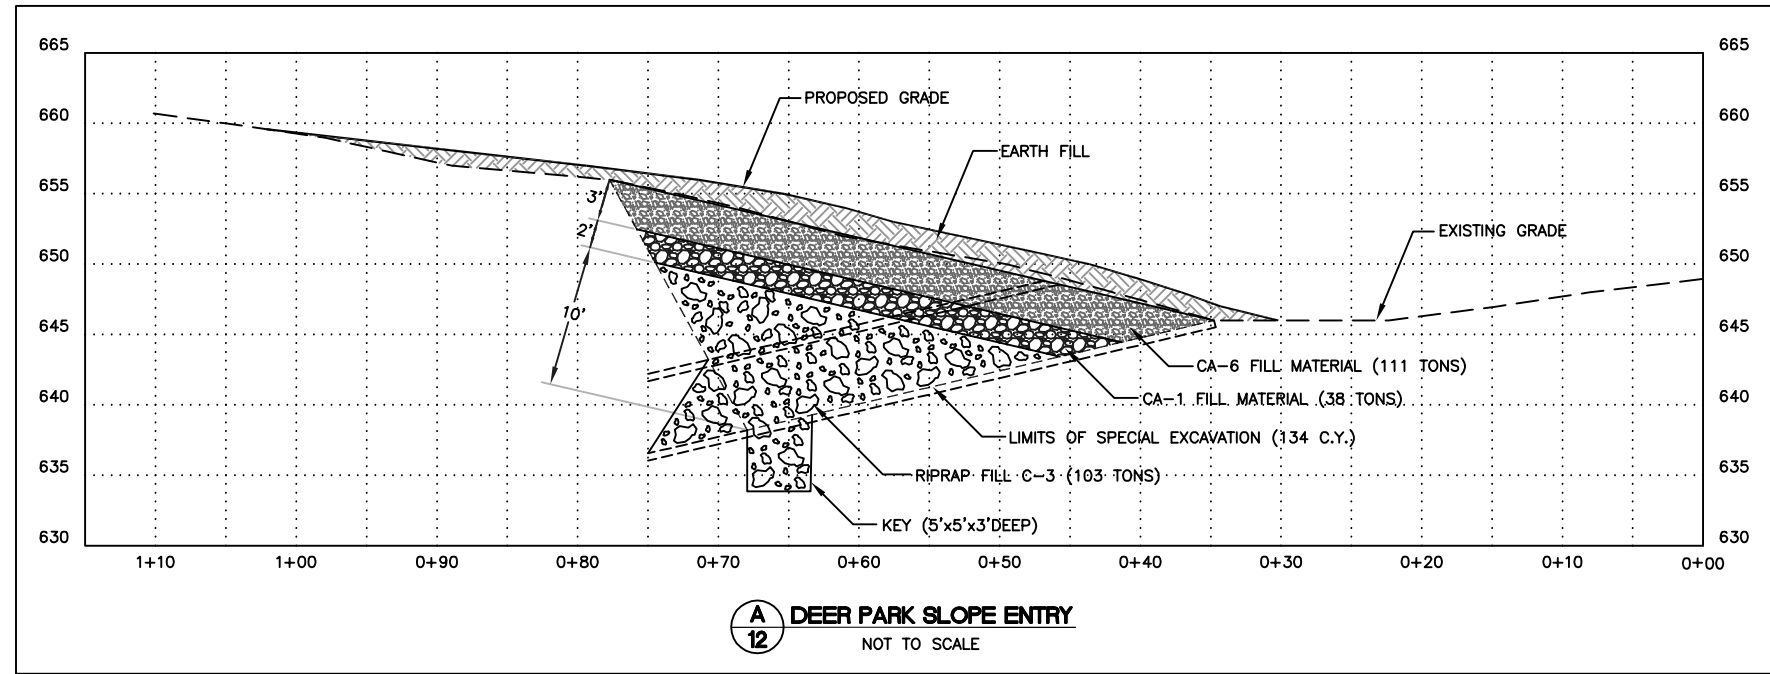 665 665
PROPOSED GRADE
660 660
EARTH FILL
655 655
3'
2'
EXISTING GRADE
650 650
10'
645 645
CA-6 FILL MATERIAL (111 TONS)
640 640
CA-1 FILL MATERIAL (38 TONS)
LIMITS OF SPECIAL EXCAVATION (134 C.Y.)
635 635
RIPRAP FILL C-3 (103 TONS)
KEY (5'x5'x3'DEEP)
630 630
1+10 1+00 0+90 0+80 0+70 0+60 0+50 0+40 0+30 0+20 0+10 0+00
A
12
DEER PARK SLOPE ENTRY
NOT TO SCALE